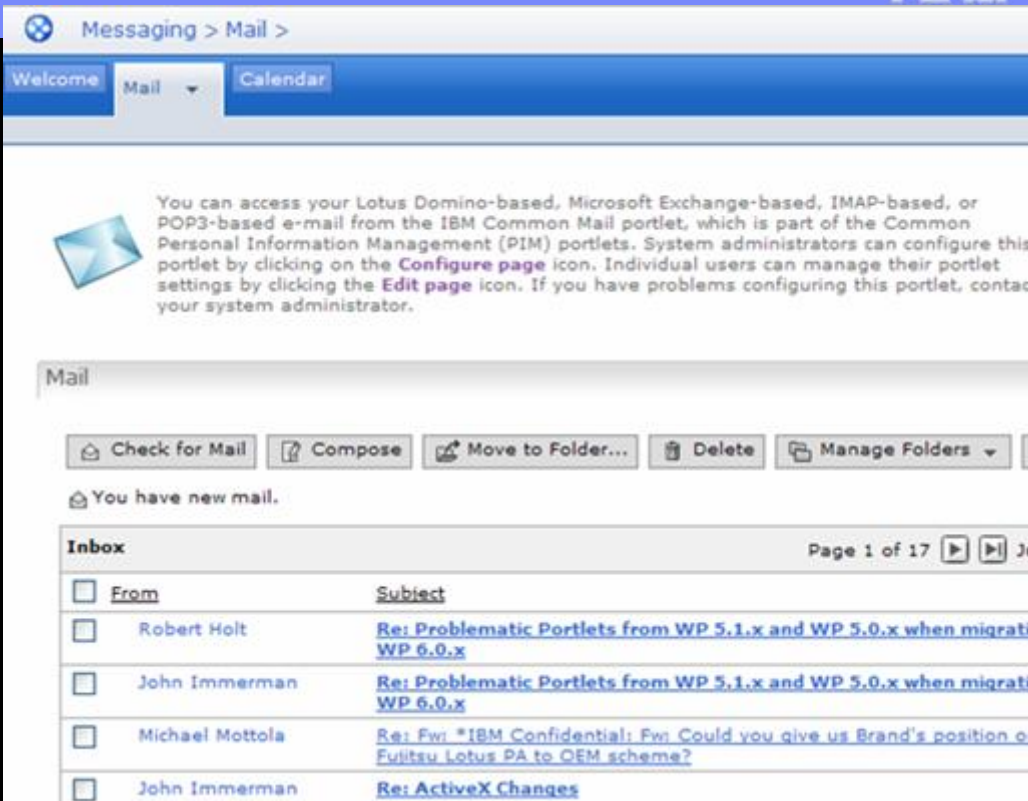 Messaging > Mail >
Welcome Mail Calendar
You can access your Lotus Domino-based, Microsoft Exchange-based, IMAP-based, or
POP3-based e-mail from the IBM Common Mail portlet, which is part of the Common
Personal Information Management (PIM) portlets. System administrators can configure this
portlet by clicking on the Configure page icon. Individual users can manage their portlet
settings by clicking the Edit page icon. If you have problems configuring this portlet, contac
your system administrator.
Mail
Check for Mail Compose Move to Folder... Delete Manage Folders
You have new mail.
Inbox Page 1 of 17
From Subject
Robert Holt Re: Problematic Portlets from WP 5.1.x and WP 5.0.x when migrati
WP 6.0.x
John Immerman Re: Problematic Portlets from WP 5.1.x and WP 5.0.x when migrati
WP 6.0.x
Michael Mottola Re: Fw: *IBM Confidential: Fw: Could you give us Brand's position o
Fujitsu Lotus PA to OEM scheme?
John Immerman Re: ActiveX Changes